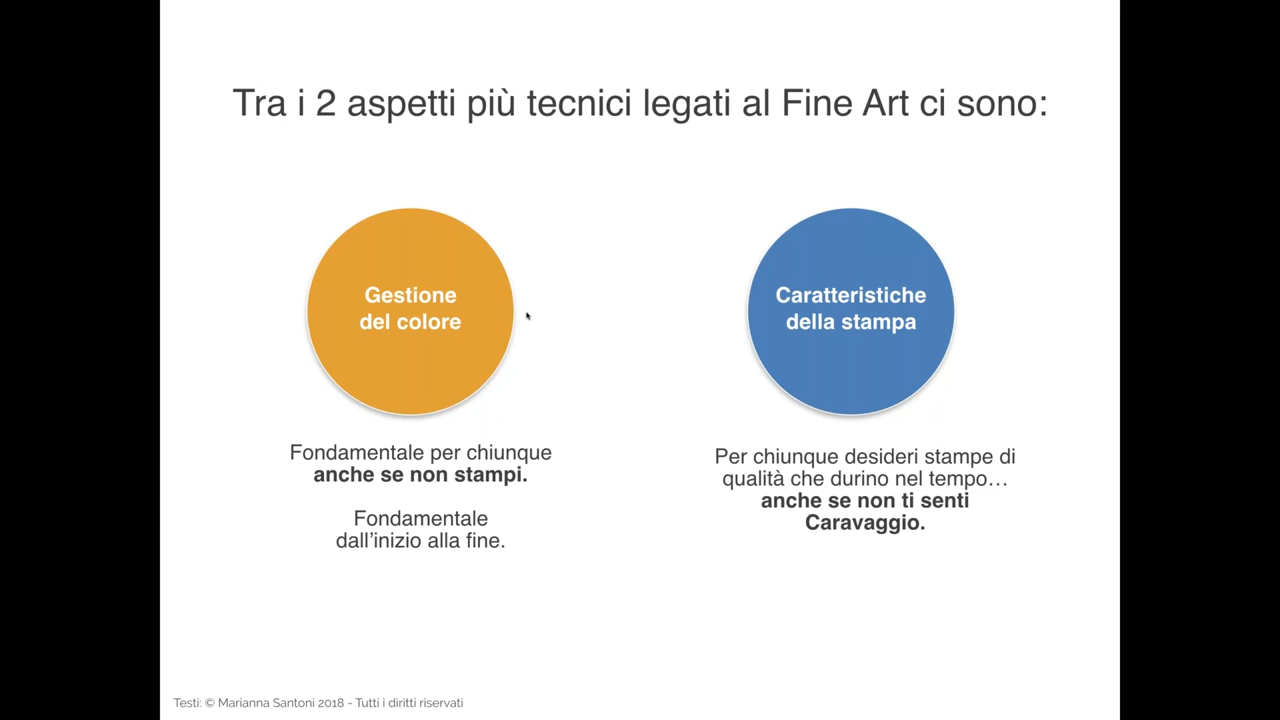 Tra i 2 aspetti più tecnici legati al Fine Art ci sono:
Gestione
del colore
Fondamentale per chiunque
anche se non stampi.
Fondamentale
dall’inizio alla fine.
Caratteristiche
della stampa
Per chiunque desideri stampe di
qualità che durino nel tempo…
anche se non ti senti
Caravaggio.
Testi: © Marianna Santoni 2018 - Tutti i diritti riservati